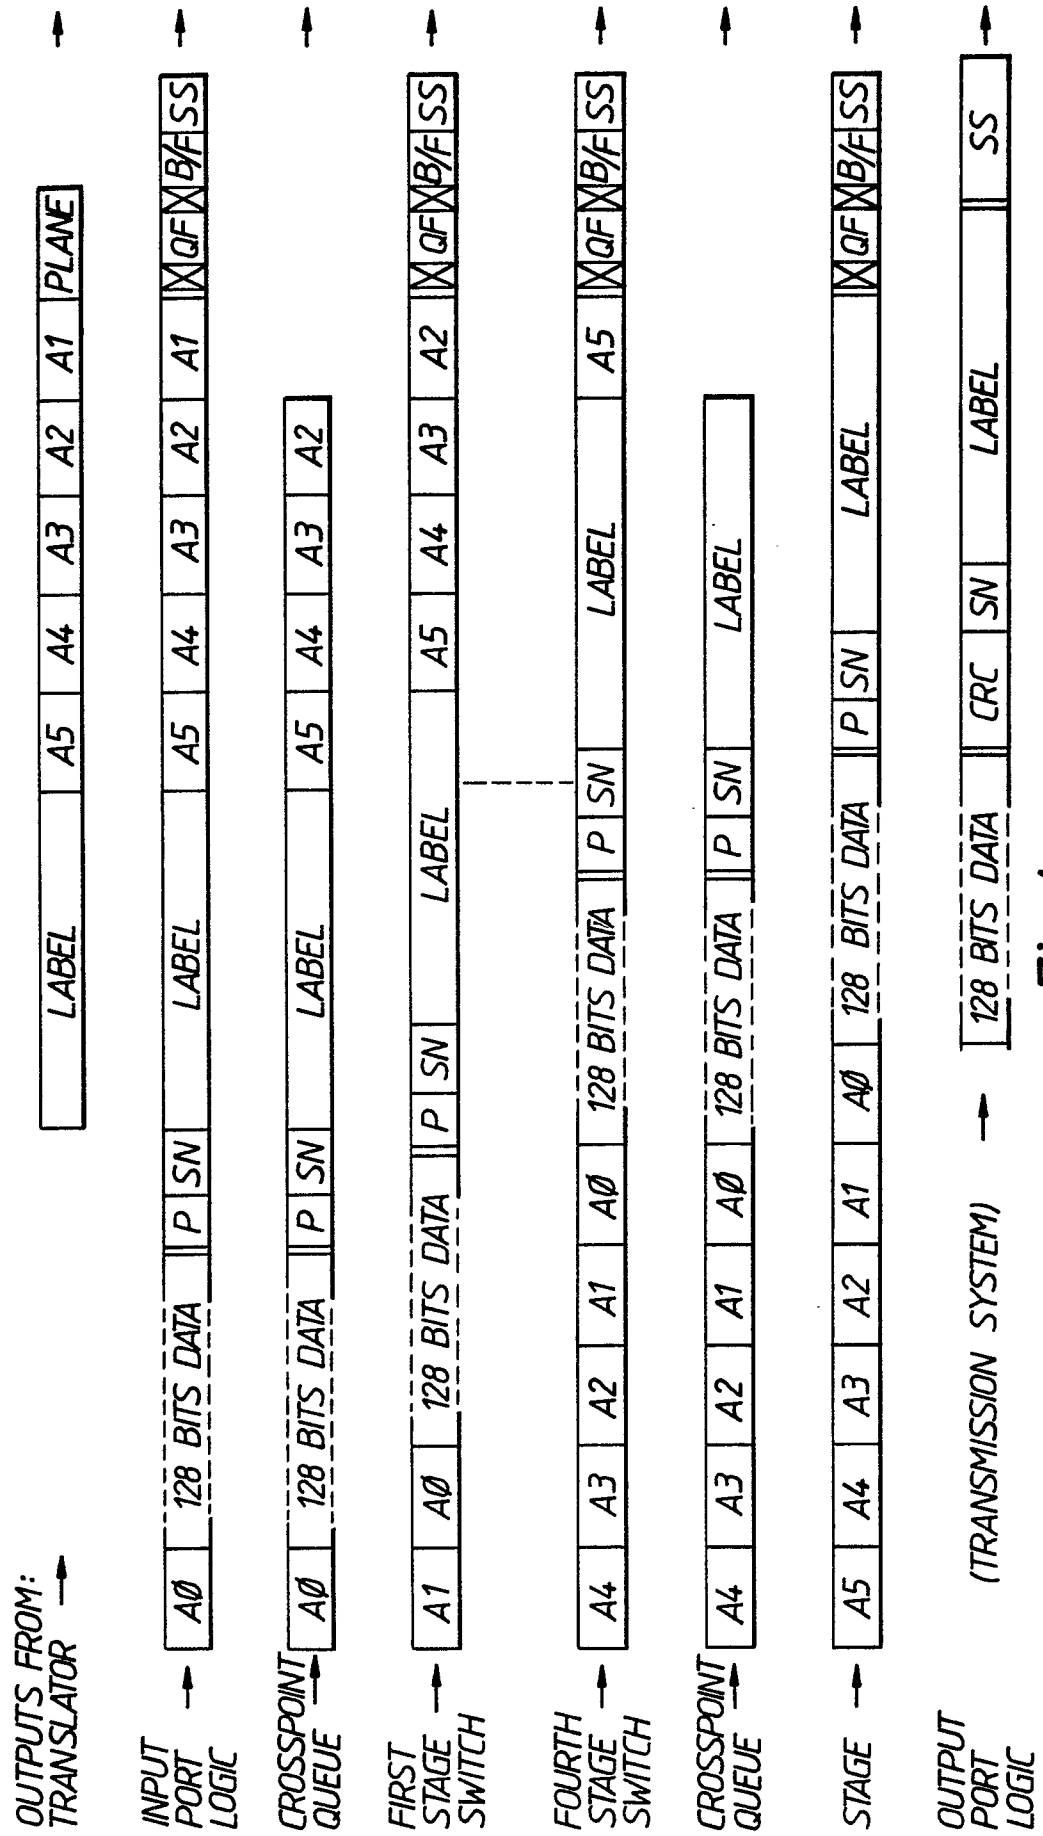 OUTPUTS FROM:
TRANSLATOR → LABEL A5 A4 A3 A2 A1 PLANE →
INPUT
PORT → AØ 128 BITS DATA P SN LABEL A5 A4 A3 A2 A1 QF B/F SS →
LOGIC
CROSSPOINT
QUEUE → AØ 128 BITS DATA P SN LABEL A5 A4 A3 A2 →
FIRST
STAGE → A1 AØ 128 BITS DATA P SN LABEL A5 A4 A3 A2 QF B/F SS →
SWITCH
FOURTH
STAGE → A4 A3 A2 A1 AØ 128 BITS DATA P SN LABEL A5 QF B/F SS →
SWITCH
CROSSPOINT
QUEUE → A4 A3 A2 A1 AØ 128 BITS DATA P SN LABEL →
STAGE → A5 A4 A3 A2 A1 AØ 128 BITS DATA P SN LABEL QF B/F SS →
OUTPUT
PORT (TRANSMISSION SYSTEM) → 128 BITS DATA CRC SN LABEL SS →
LOGIC